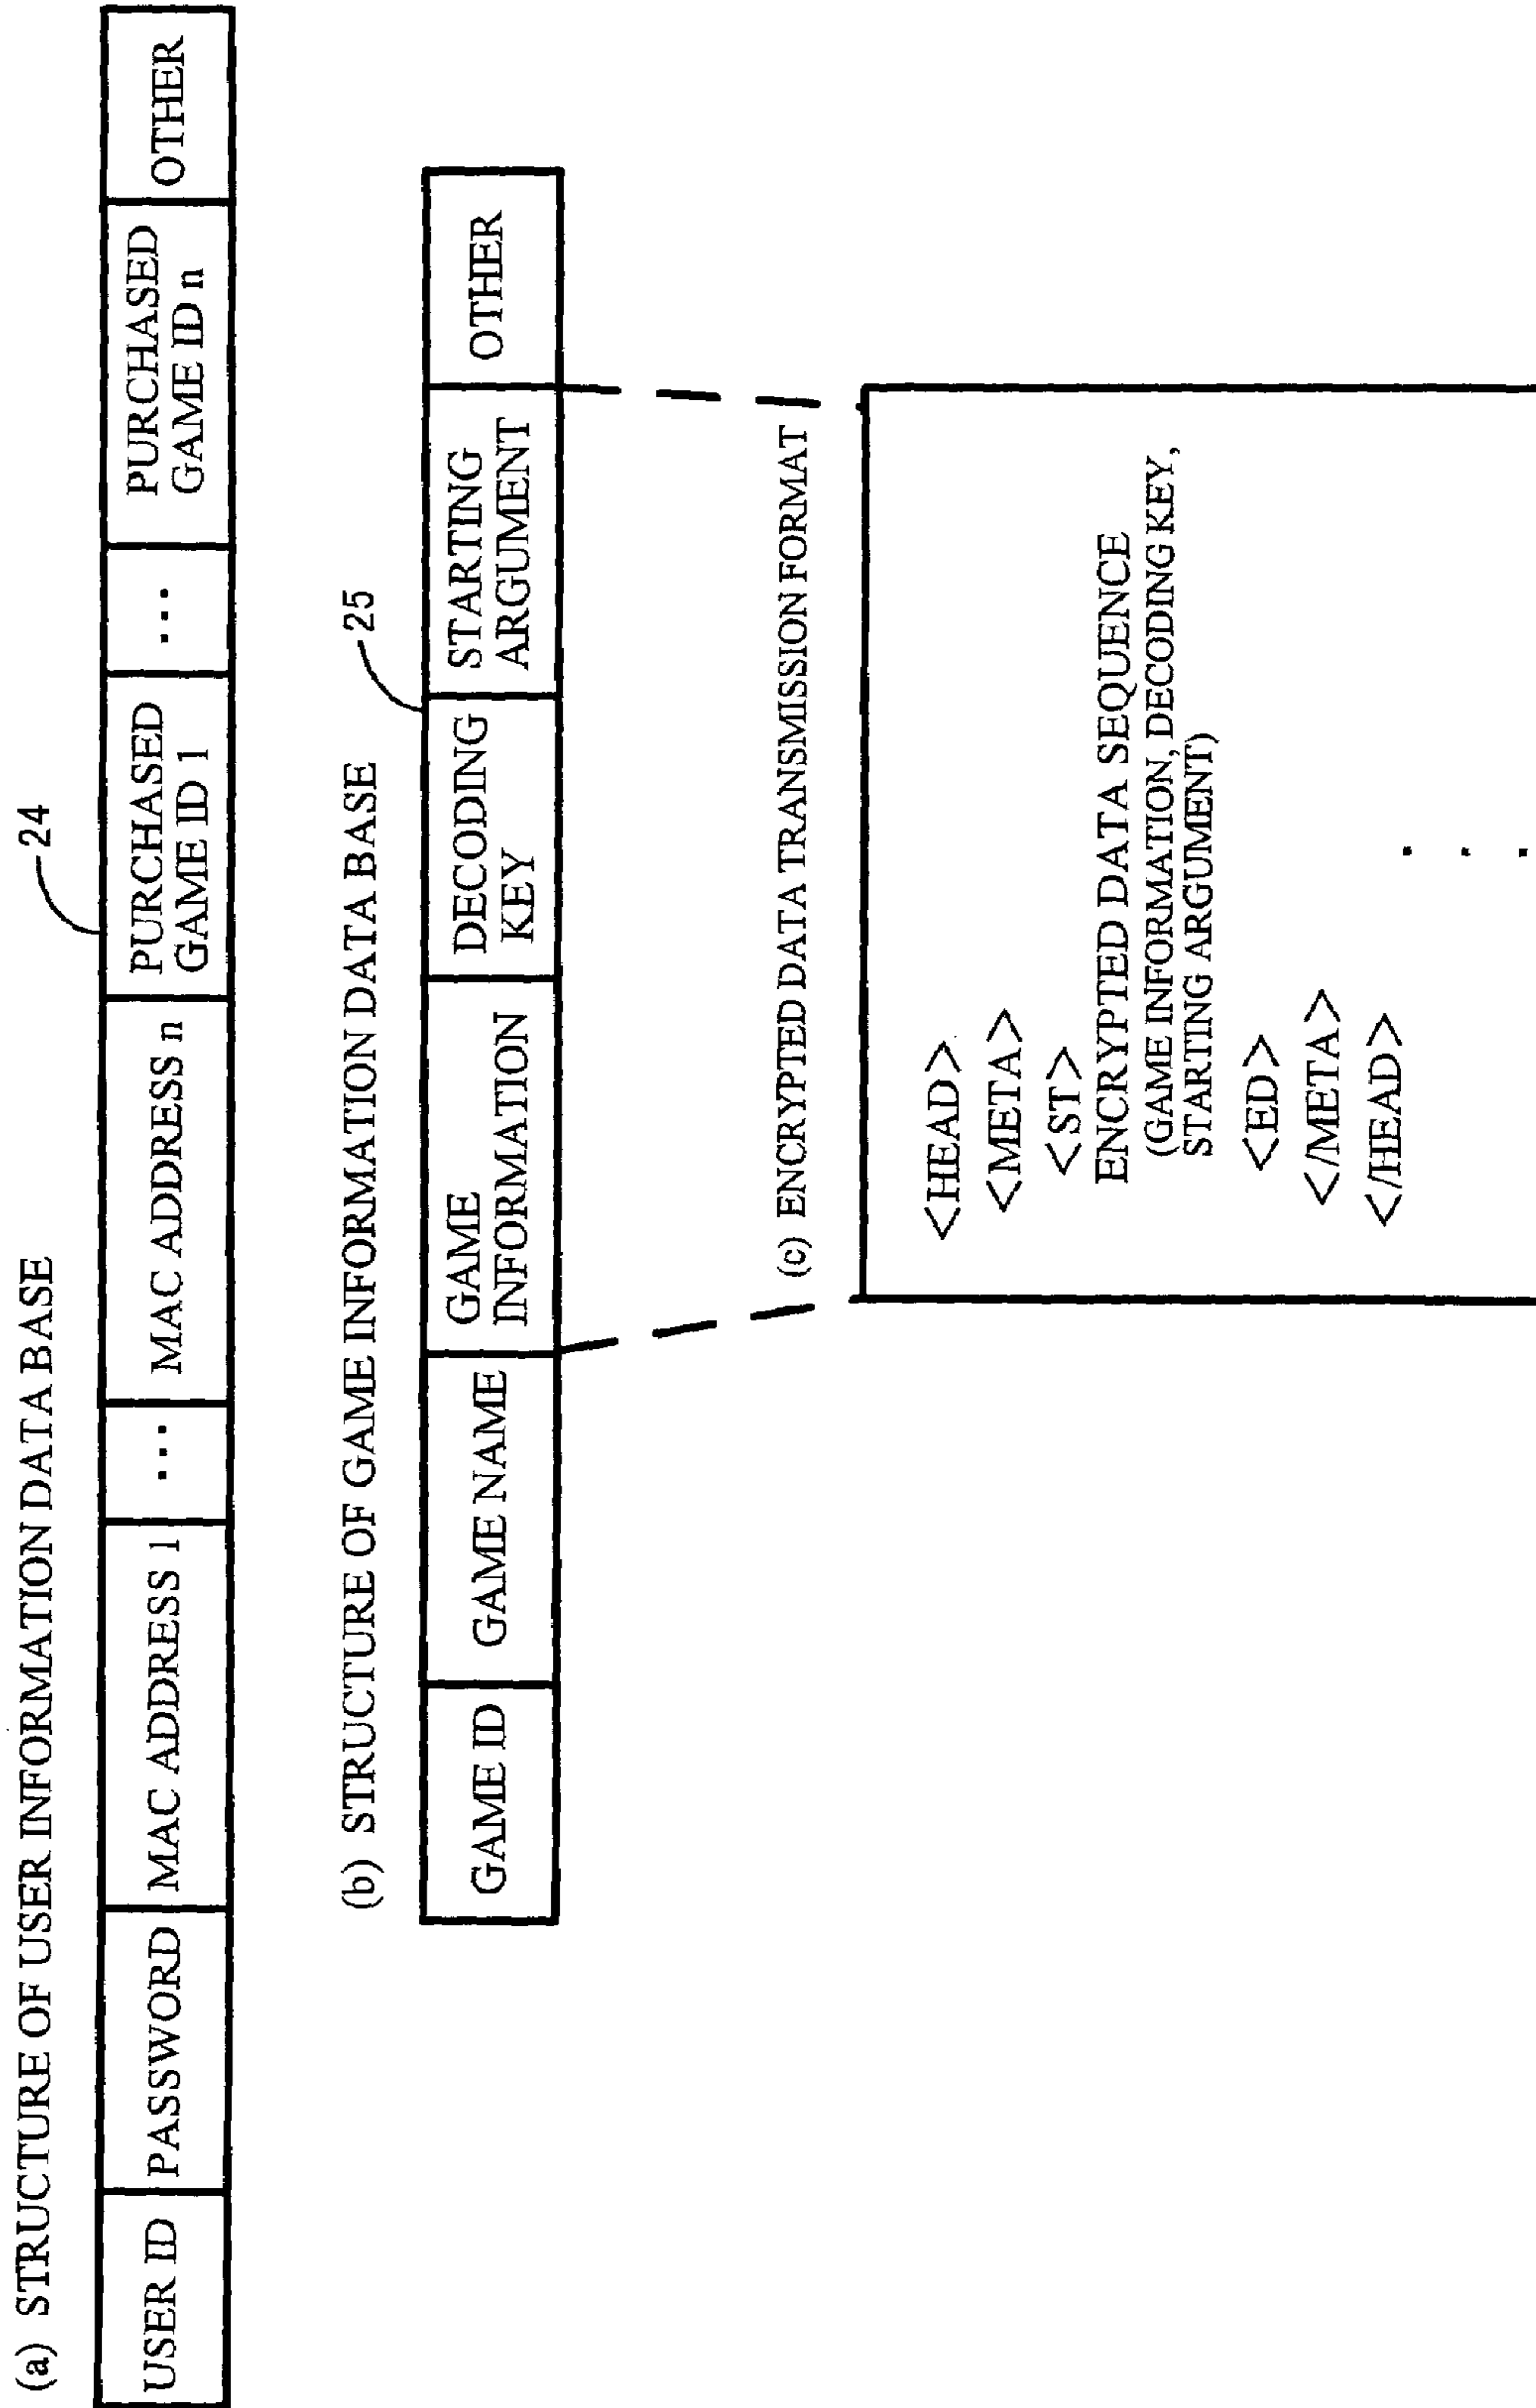 (a) STRUCTURE OF USER INFORMATION DATA BASE
24
USER ID
PASSWORD
MAC ADDRESS 1
...
MAC ADDRESS n
PURCHASED
GAME ID 1
...
PURCHASED
GAME ID n
OTHER
(b) STRUCTURE OF GAME INFORMATION DATA BASE
25
GAME ID
GAME NAME
GAME
INFORMATION
DECODING
KEY
STARTING
ARGUMENT
OTHER
(c) ENCRYPTED DATA TRANSMISSION FORMAT
<HEAD>
<META>
<ST>
ENCRYPTED DATA SEQUENCE
(GAME INFORMATION, DECODING KEY,
STARTING ARGUMENT)
<ED>
</META>
</HEAD>
. . .